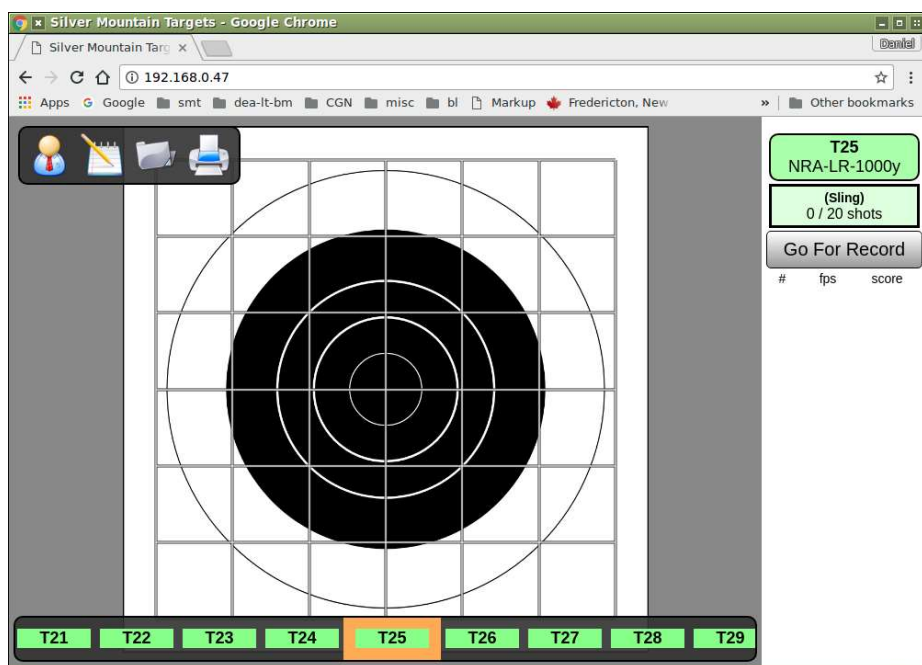 Silver Mountain Targets - Google Chrome
Silver Mountain Targ
Daniel
192.168.0.47
Apps Google smt dea-lt-bm CGN misc bl Markup Fredericton, New » Other bookmarks
T25
NRA-LR-1000y
(Sling)
0 / 20 shots
Go For Record
# fps score
T21 T22 T23 T24 T25 T26 T27 T28 T29